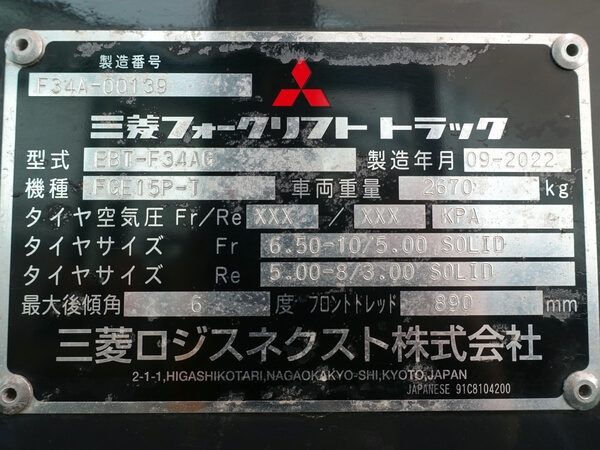 製造番号
F34A-00139
三菱フォークリフトトラック
型式 EBT-F34AC 製造年月 09-2022
機種 FGE15P-T 車両重量 2670 kg
タイヤ空気圧 Fr/Re XXX / XXX KPA
タイヤサイズ Fr 6.50-10/5.00 SOLID
タイヤサイズ Re 5.00-8/3.00 SOLID
最大後傾角 6 度 フロントトレッド 890 mm
三菱ロジスネクスト株式会社
2-1-1,HIGASHIKOTARI,NAGAOKAKYO-SHI,KYOTO,JAPAN
JAPANESE 91C8104200